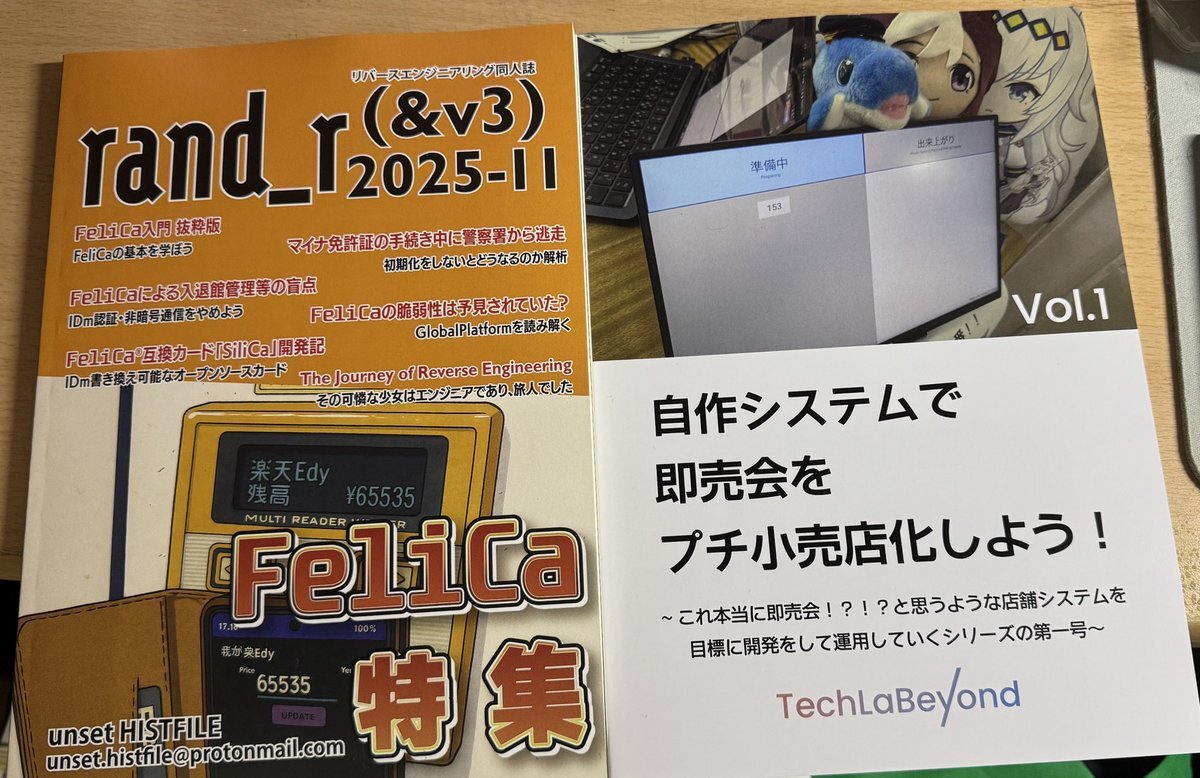 リバースエンジニアリング同人誌
rand_r(&v3)
2025-11
FeliCa入門 抜粋版
FeliCaの基本を学ぼう
マイナ免許証の手続き中に警察署から逃走
初期化をしないとどうなるのか解析
FeliCaによる入退館管理等の盲点
IDm認証・非暗号通信をやめよう
FeliCaの脆弱性は予見されていた?
GlobalPlatformを読み解く
FeliCa®互換カード「SiliCa」開発記
IDm書き換え可能なオープンソースカード
The Journey of Reverse Engineering
その可憐な少女はエンジニアであり、旅人でした
楽天Edy
残高 ¥65535
MULTI READER
FeliCa
特集
17.18 100%
我が楽Edy
Price
65535
UPDATE
unset HISTFILE
unset.histfile@protonmail.com
準備中
Preparing
出来上がり
153
Vol.1
自作システムで
即売会を
プチ小売店化しよう！
~これ本当に即売会！？！？と思うような店舗システムを
目標に開発をして運用していくシリーズの第一号~
TechLaBeyond